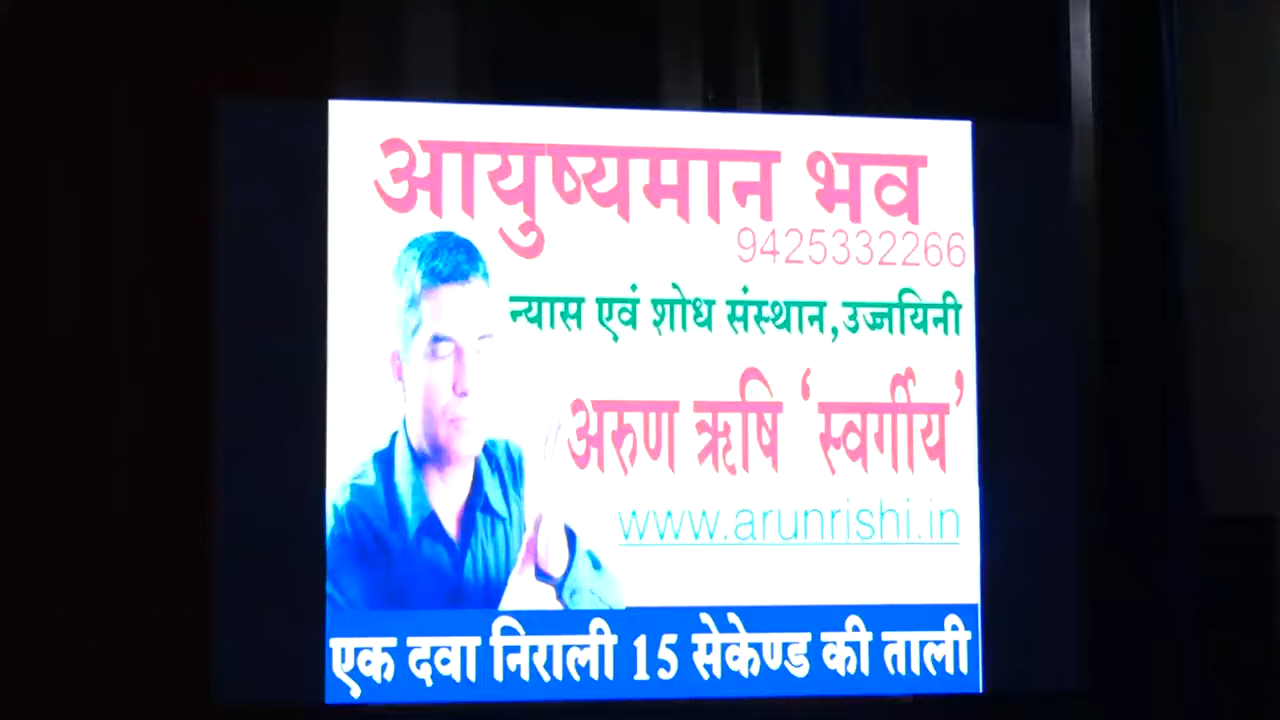 आयुष्यमान भव
9425332266
न्यास एवं शोध संस्थान,उज्जयिनी
अरुण ऋषि ‘स्वर्गीय’
www.arunrishi.in
एक दवा निराली 15 सेकेण्ड की ताली